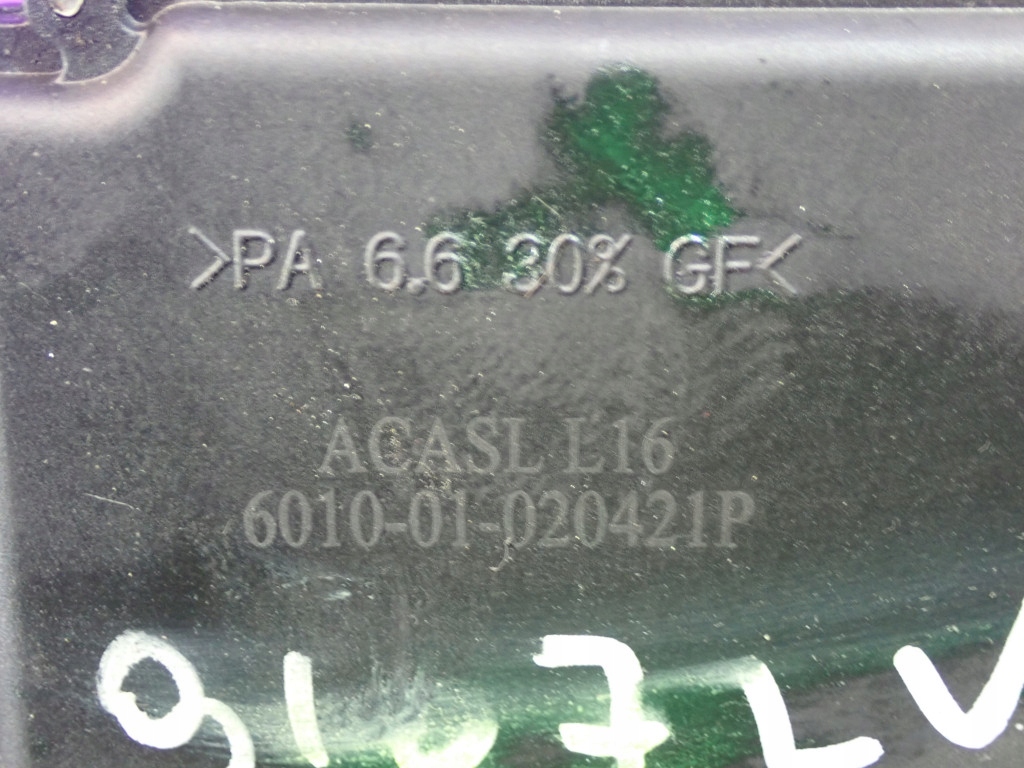 >PA 6.6 30% GF<
ACASL L16
6010-01-020421P